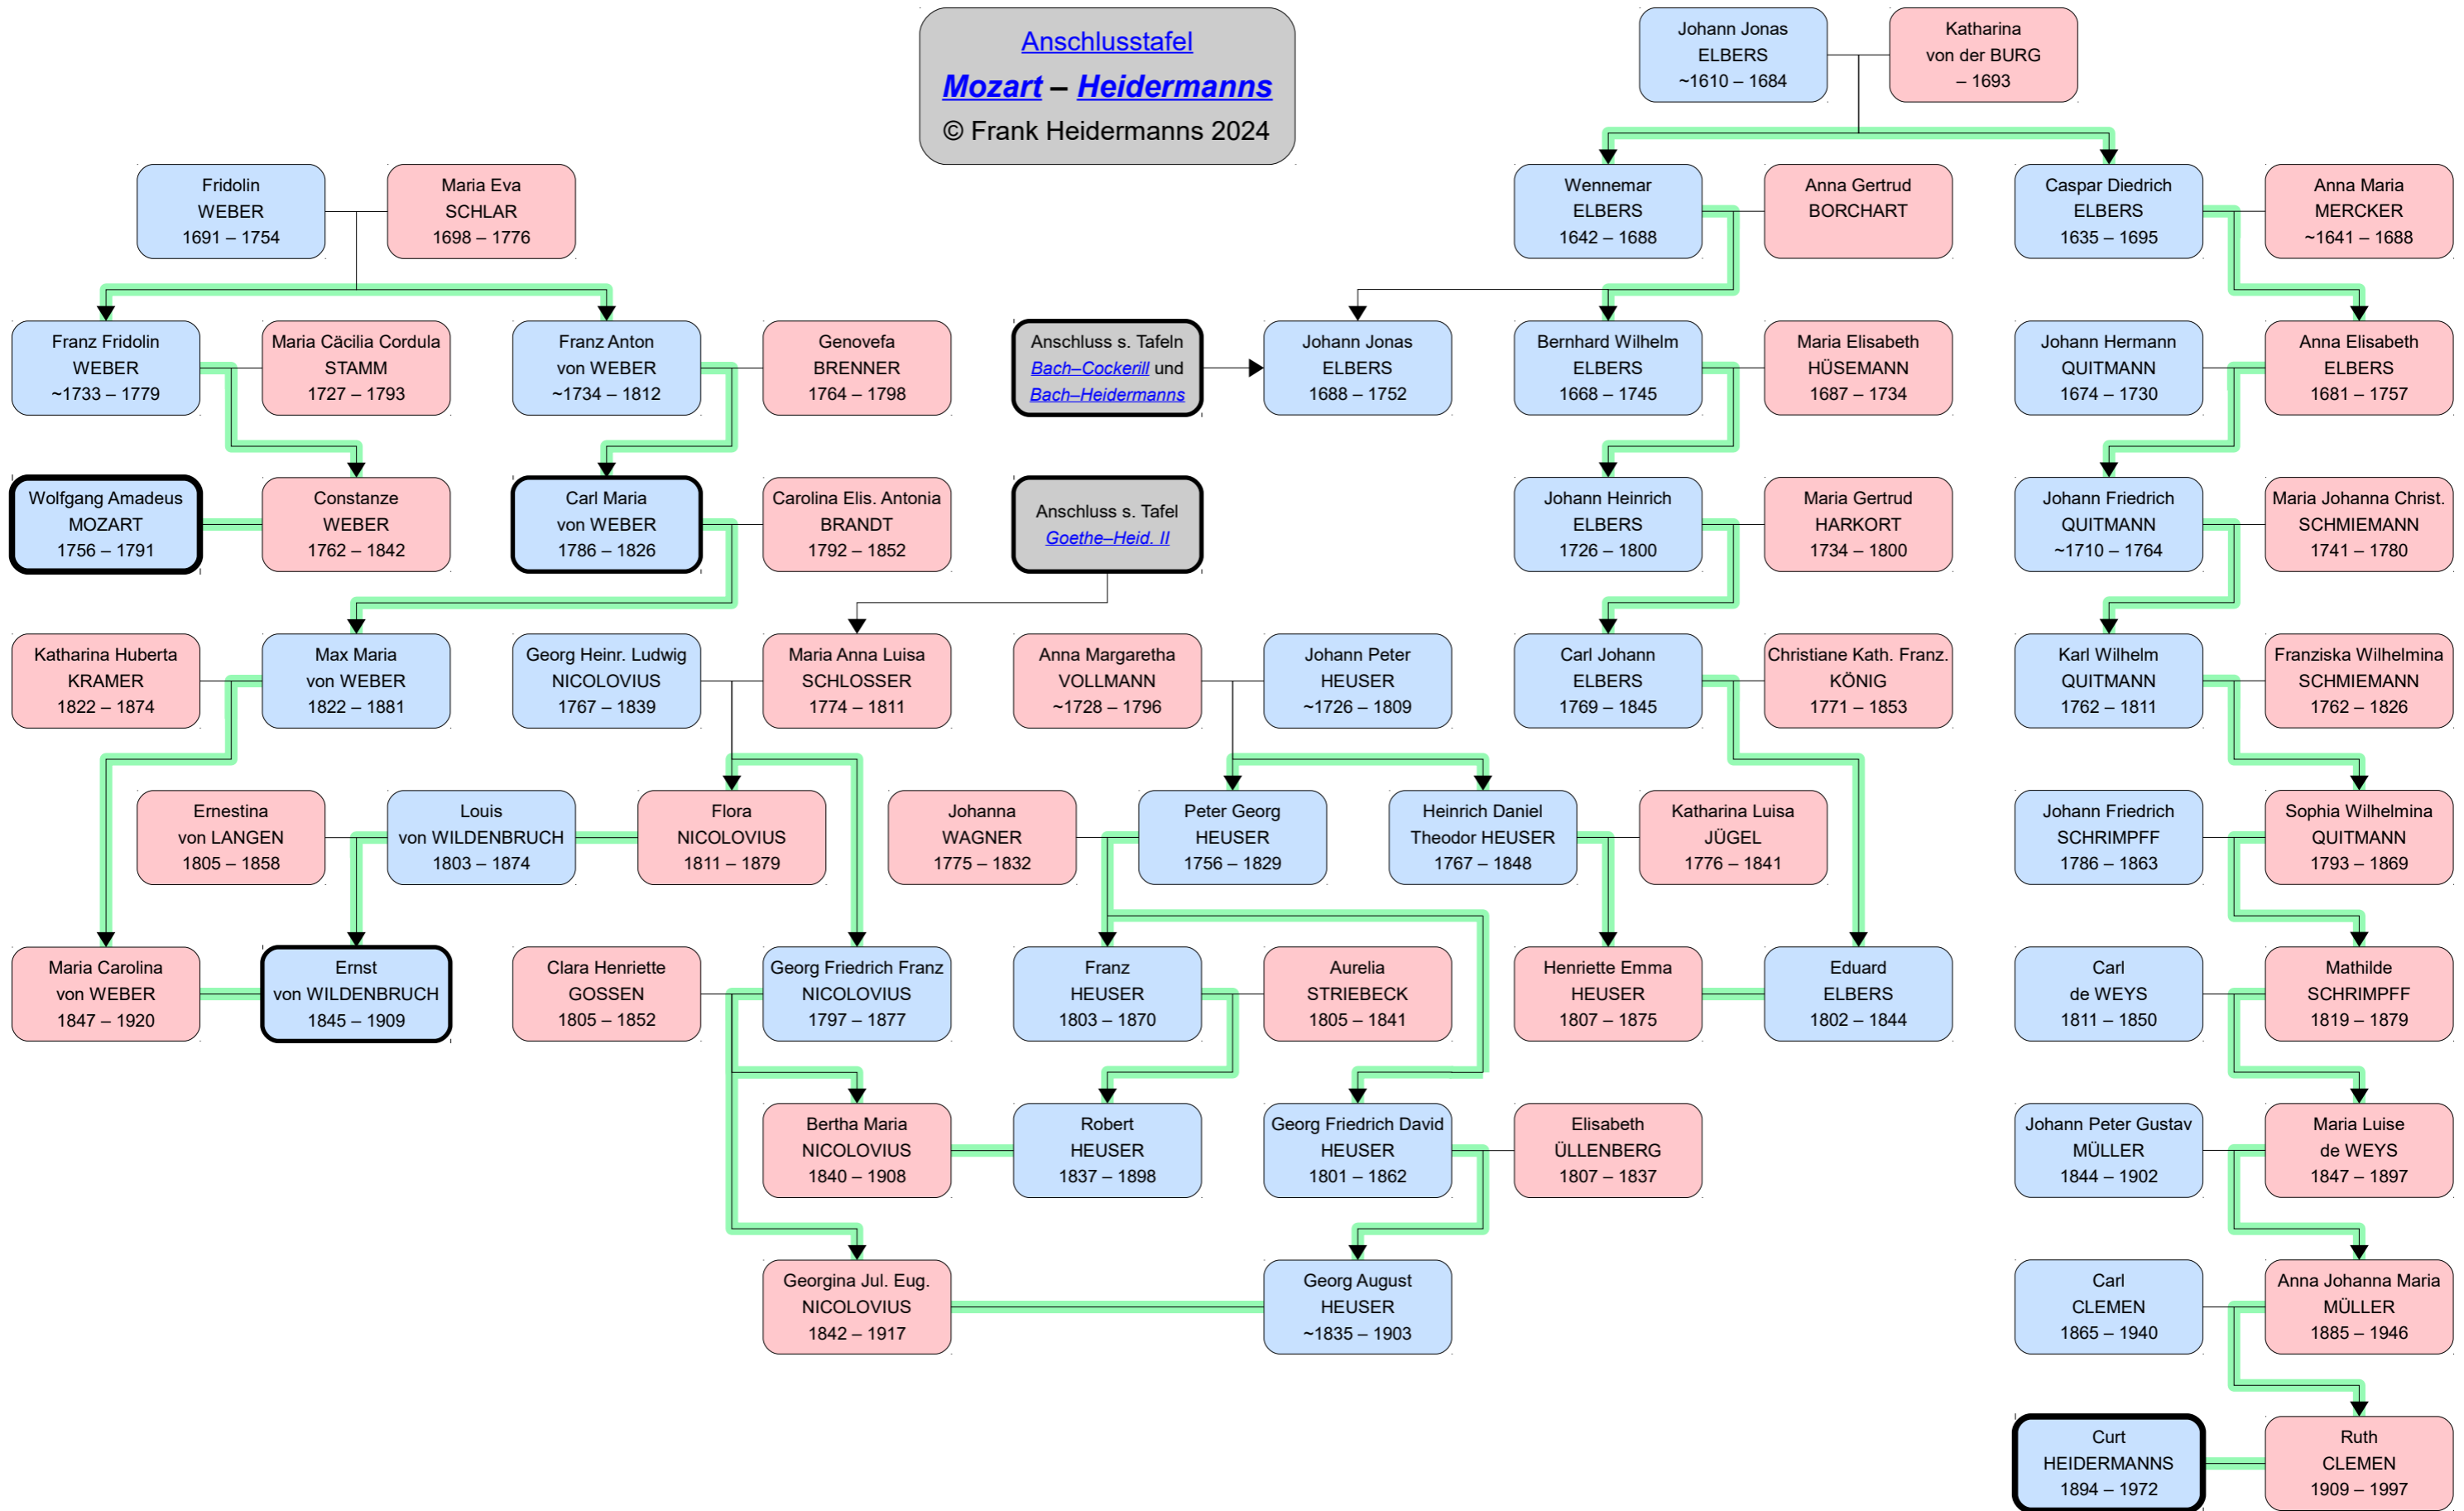 Anschlusstafel
Mozart – Heidermanns
© Frank Heidermanns 2024
Johann Jonas
ELBERS
~1610 – 1684
Katharina
von der BURG
– 1693
Fridolin
WEBER
1691 – 1754
Maria Eva
SCHLAR
1698 – 1776
Wennemar
ELBERS
1642 – 1688
Anna Gertrud
BORCHART
Caspar Diedrich
ELBERS
1635 – 1695
Anna Maria
MERCKER
~1641 – 1688
Franz Fridolin
WEBER
~1733 – 1779
Maria Cäcilia Cordula
STAMM
1727 – 1793
Franz Anton
von WEBER
~1734 – 1812
Genovefa
BRENNER
1764 – 1798
Anschluss s. Tafeln
Bach–Cockerill und
Bach–Heidermanns
Johann Jonas
ELBERS
1688 – 1752
Bernhard Wilhelm
ELBERS
1668 – 1745
Maria Elisabeth
HÜSEMANN
1687 – 1734
Johann Hermann
QUITMANN
1674 – 1730
Anna Elisabeth
ELBERS
1681 – 1757
Wolfgang Amadeus
MOZART
1756 – 1791
Constanze
WEBER
1762 – 1842
Carl Maria
von WEBER
1786 – 1826
Carolina Elis. Antonia
BRANDT
1792 – 1852
Anschluss s. Tafel
Goethe–Heid. II
Johann Heinrich
ELBERS
1726 – 1800
Maria Gertrud
HARKORT
1734 – 1800
Johann Friedrich
QUITMANN
~1710 – 1764
Maria Johanna Christ.
SCHMIEMANN
1741 – 1780
Katharina Huberta
KRAMER
1822 – 1874
Max Maria
von WEBER
1822 – 1881
Georg Heinr. Ludwig
NICOLOVIUS
1767 – 1839
Maria Anna Luisa
SCHLOSSER
1774 – 1811
Anna Margaretha
VOLLMANN
~1728 – 1796
Johann Peter
HEUSER
~1726 – 1809
Carl Johann
ELBERS
1769 – 1845
Christiane Kath. Franz.
KÖNIG
1771 – 1853
Karl Wilhelm
QUITMANN
1762 – 1811
Franziska Wilhelmina
SCHMIEMANN
1762 – 1826
Ernestina
von LANGEN
1805 – 1858
Louis
von WILDENBRUCH
1803 – 1874
Flora
NICOLOVIUS
1811 – 1879
Johanna
WAGNER
1775 – 1832
Peter Georg
HEUSER
1756 – 1829
Heinrich Daniel
Theodor HEUSER
1767 – 1848
Katharina Luisa
JÜGEL
1776 – 1841
Johann Friedrich
SCHRIMPFF
1786 – 1863
Sophia Wilhelmina
QUITMANN
1793 – 1869
Maria Carolina
von WEBER
1847 – 1920
Ernst
von WILDENBRUCH
1845 – 1909
Clara Henriette
GOSSEN
1805 – 1852
Georg Friedrich Franz
NICOLOVIUS
1797 – 1877
Franz
HEUSER
1803 – 1870
Aurelia
STRIEBECK
1805 – 1841
Henriette Emma
HEUSER
1807 – 1875
Eduard
ELBERS
1802 – 1844
Carl
de WEYS
1811 – 1850
Mathilde
SCHRIMPFF
1819 – 1879
Bertha Maria
NICOLOVIUS
1840 – 1908
Robert
HEUSER
1837 – 1898
Georg Friedrich David
HEUSER
1801 – 1862
Elisabeth
ÜLLENBERG
1807 – 1837
Johann Peter Gustav
MÜLLER
1844 – 1902
Maria Luise
de WEYS
1847 – 1897
Georgina Jul. Eug.
NICOLOVIUS
1842 – 1917
Georg August
HEUSER
~1835 – 1903
Carl
CLEMEN
1865 – 1940
Anna Johanna Maria
MÜLLER
1885 – 1946
Curt
HEIDERMANNS
1894 – 1972
Ruth
CLEMEN
1909 – 1997